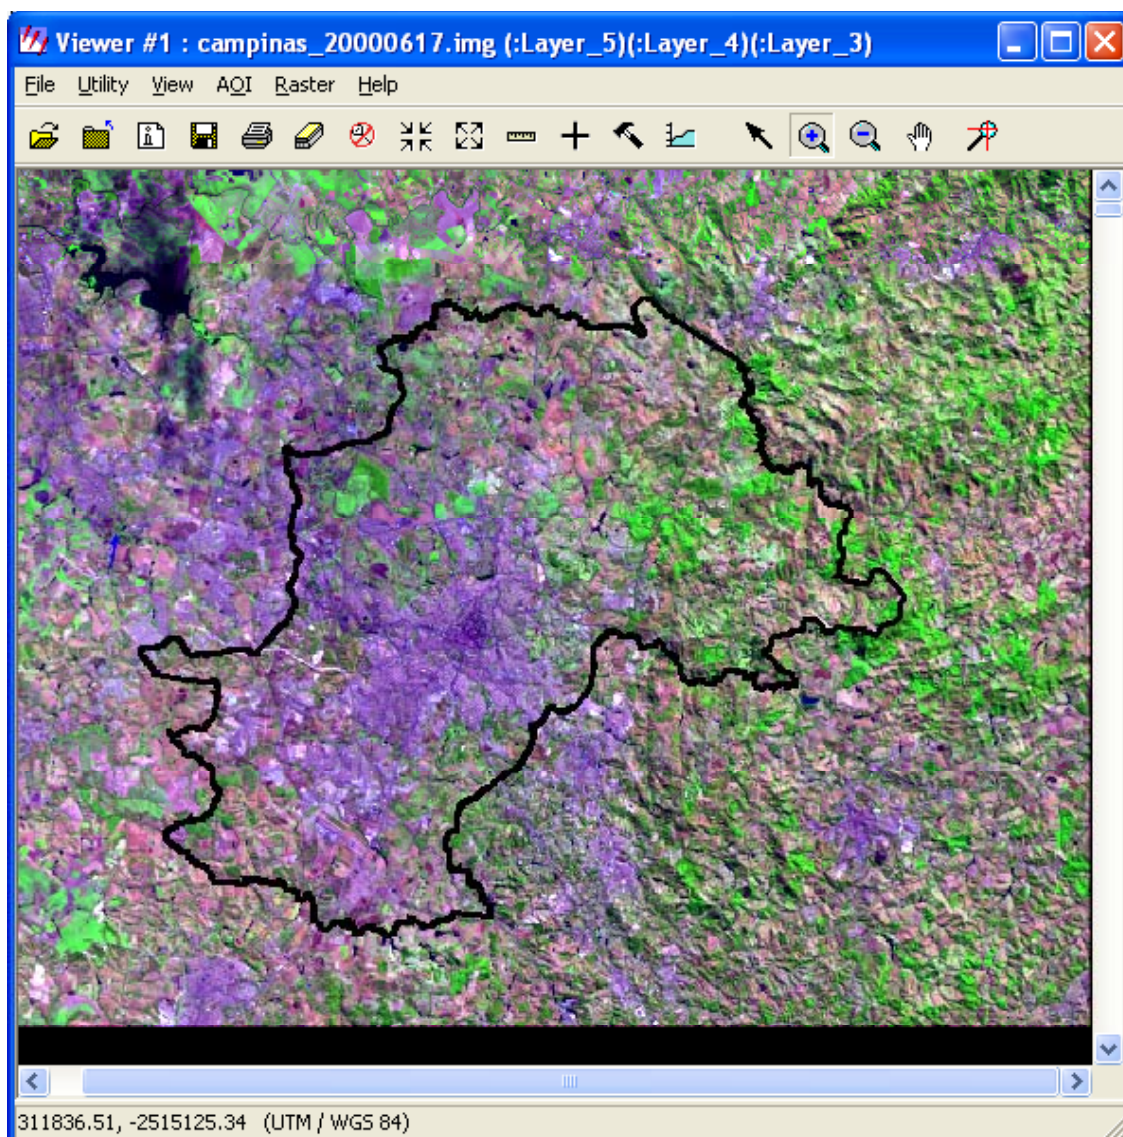 Viewer #1 : campinas_20000617.img (:Layer_5)(:Layer_4)(:Layer_3)
File Utility View AOI Raster Help
311836.51, -2515125.34 (UTM / WGS 84)